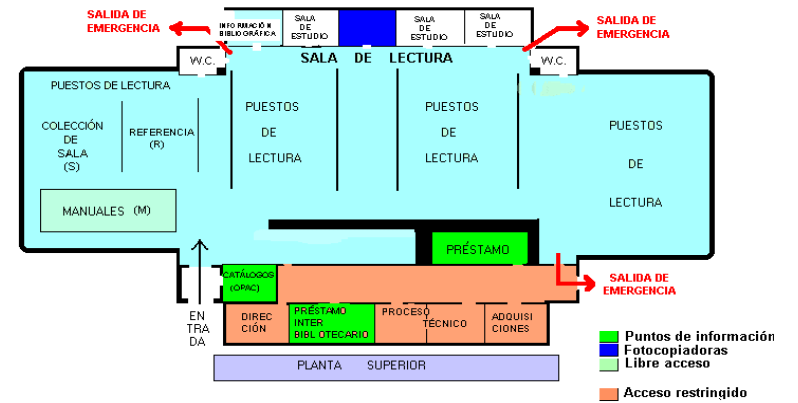 SALIDA DE
EMERGENCIA
INFORMACIÓN
BIBLIOGRÁFICA
SALA
DE
ESTUDIO
SALA
DE
ESTUDIO
SALA
DE
ESTUDIO
SALIDA DE
EMERGENCIA
W.C.
SALA DE LECTURA
W.C.
PUESTOS DE LECTURA
COLECCIÓN
DE
SALA
(S)
REFERENCIA
(R)
PUESTOS
DE
LECTURA
PUESTOS
DE
LECTURA
PUESTOS
DE
LECTURA
MANUALES (M)
PRÉSTAMO
CATÁLOGOS
(OPAC)
SALIDA DE
EMERGENCIA
EN
TRA
DA
DIREC
CIÓN
PRÉSTAMO
INTER
BIBLIOTECARIO
PROCESO
TÉCNICO
ADQUISI
CIONES
PLANTA SUPERIOR
Puntos de información
Fotocopiadoras
Libre acceso
Acceso restringido